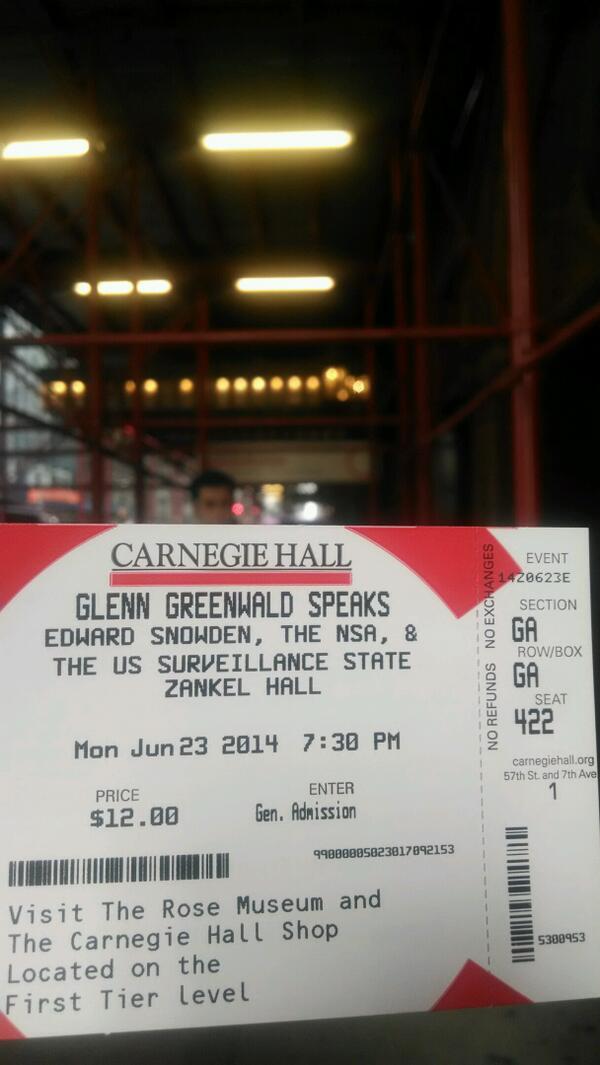 CARNEGIE HALL
GLENN GREENWALD SPEAKS
EDWARD SNOWDEN, THE NSA, &
THE US SURVEILLANCE STATE
ZANKEL HALL
Mon Jun 23 2014 7:30 PM
PRICE
$12.00
ENTER
Gen. Admission
99000005023017092153
Visit The Rose Museum and
The Carnegie Hall Shop
Located on the
First Tier level
NO REFUNDS NO EXCHANGES
EVENT
14Z0623E
SECTION
GA
ROW/BOX
GA
SEAT
422
carnegiehall.org
57th St. and 7th Ave
1
5300953